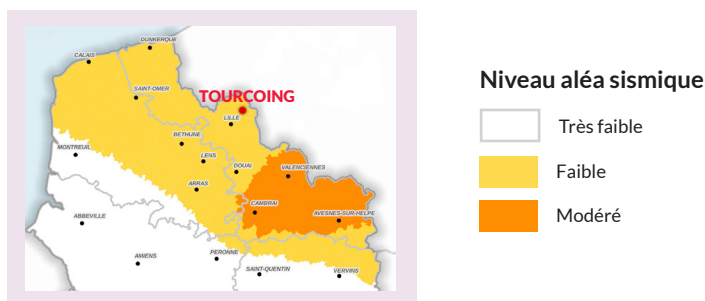 DUNKERQUE
CALAIS
SAINT-OMER
TOURCOING
LILLE
BETHUNE
MONTREUIL
LENS
DOUAI
VALENCIENNES
ARRAS
CAMBRAI
AVESNES-SUR-HELPE
ABBEVILLE
AMIENS
PERONNE
SAINT-QUENTIN
VERVINS
Niveau aléa sismique
Très faible
Faible
Modéré